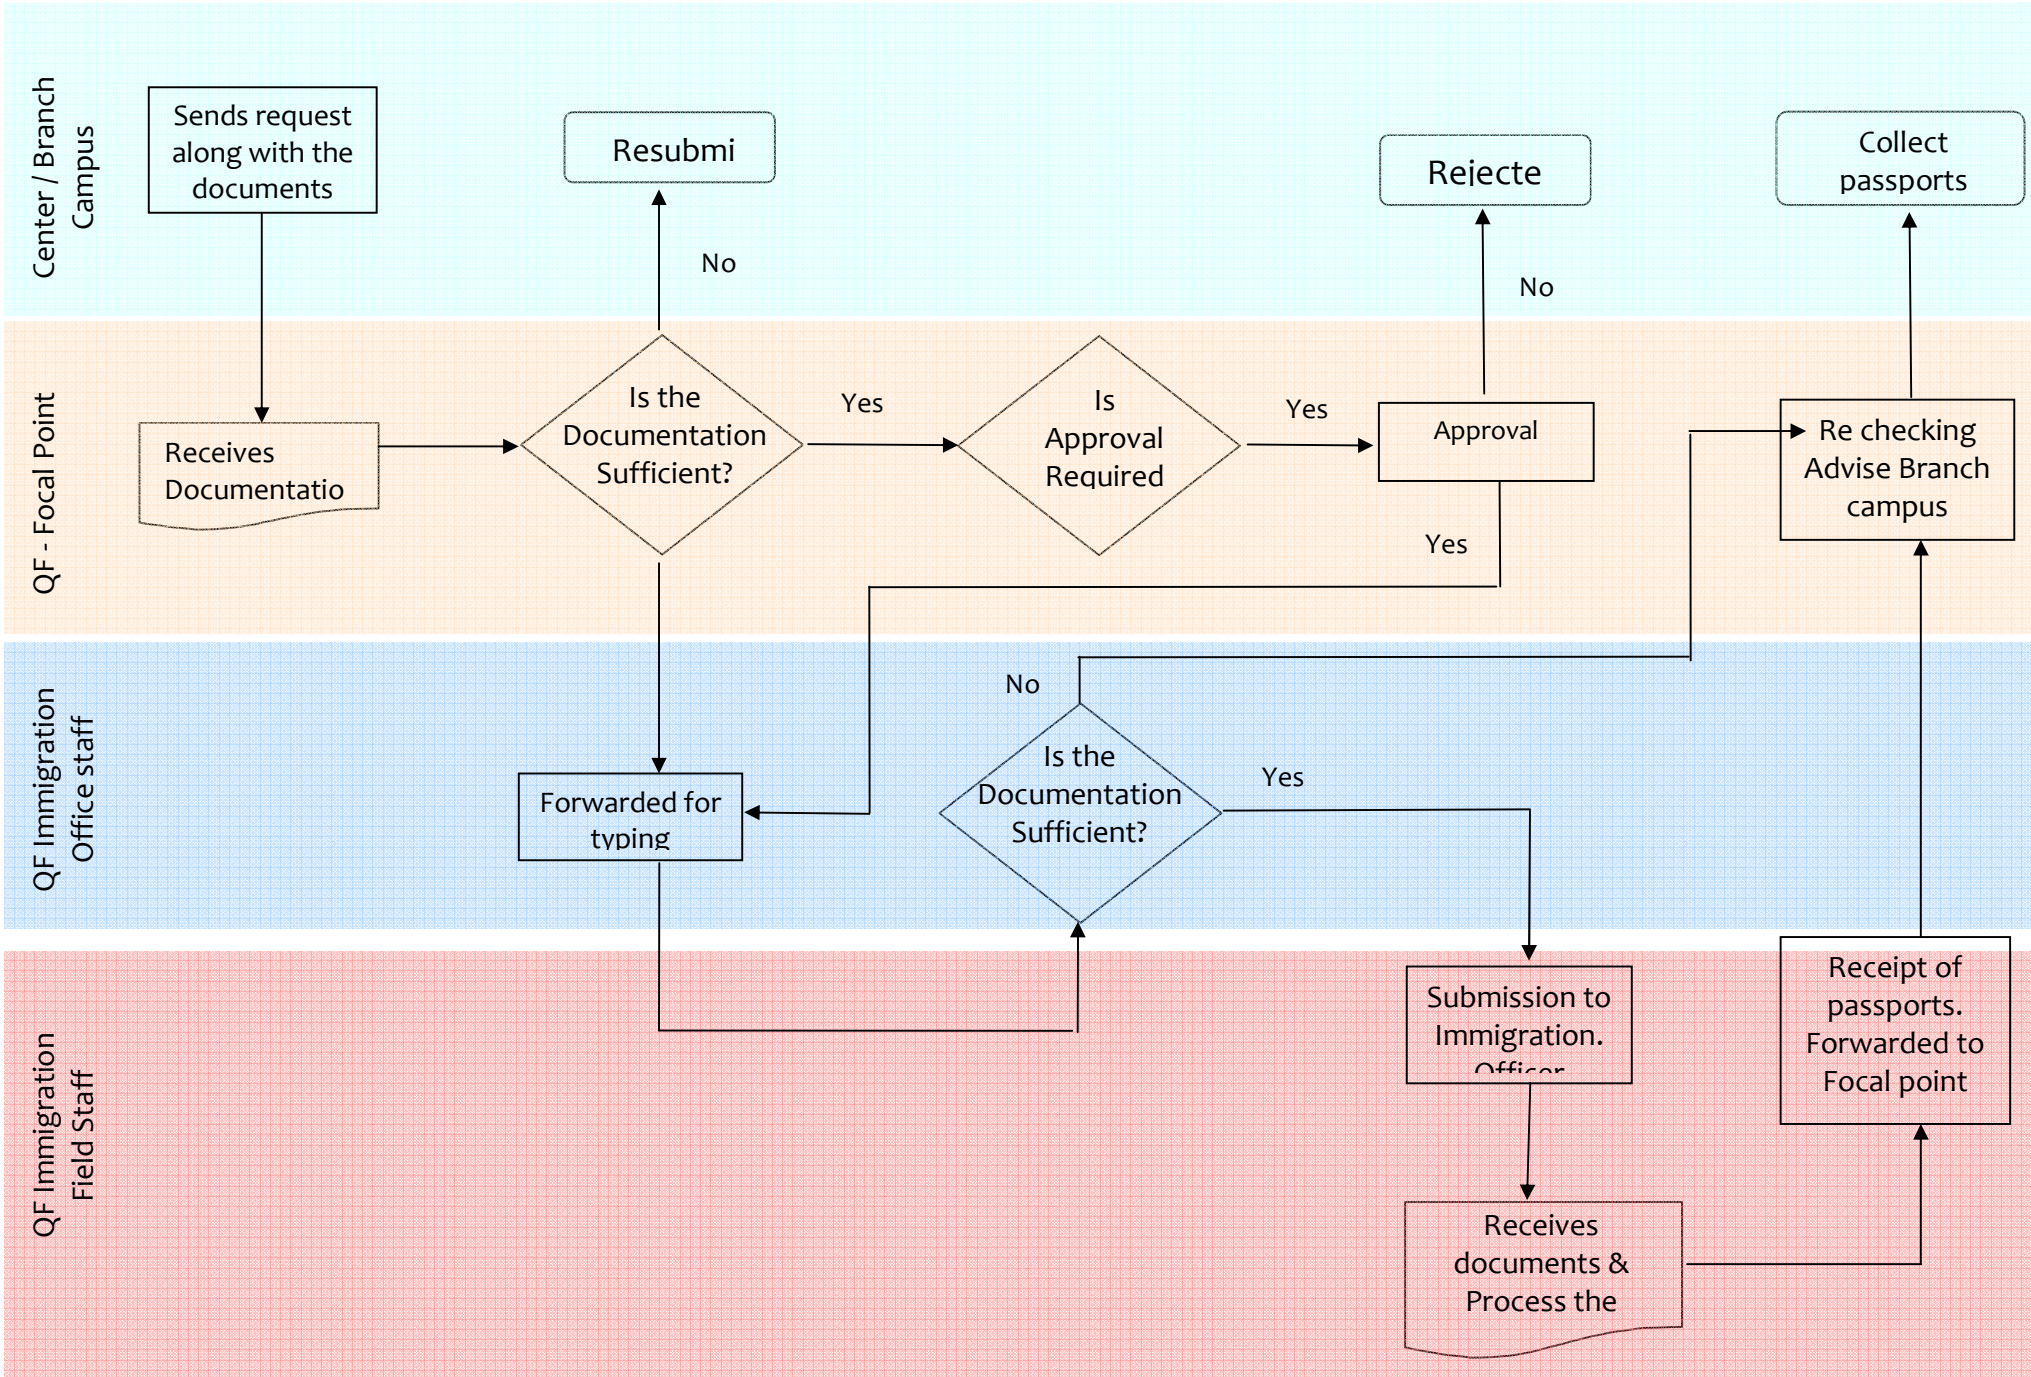 Center / Branch
Campus
Sends request
along with the
documents
Resubmi
Rejecte
Collect
passports
No
No
QF - Focal Point
Receives
Documentatio
Is the
Documentation
Sufficient?
Yes
Is
Approval
Required
Yes
Approval
Yes
Re checking
Advise Branch
campus
QF Immigration
Office staff
Forwarded for
typing
No
Is the
Documentation
Sufficient?
Yes
QF Immigration
Field Staff
Submission to
Immigration.
Officer
Receipt of
passports.
Forwarded to
Focal point
Receives
documents &
Process the